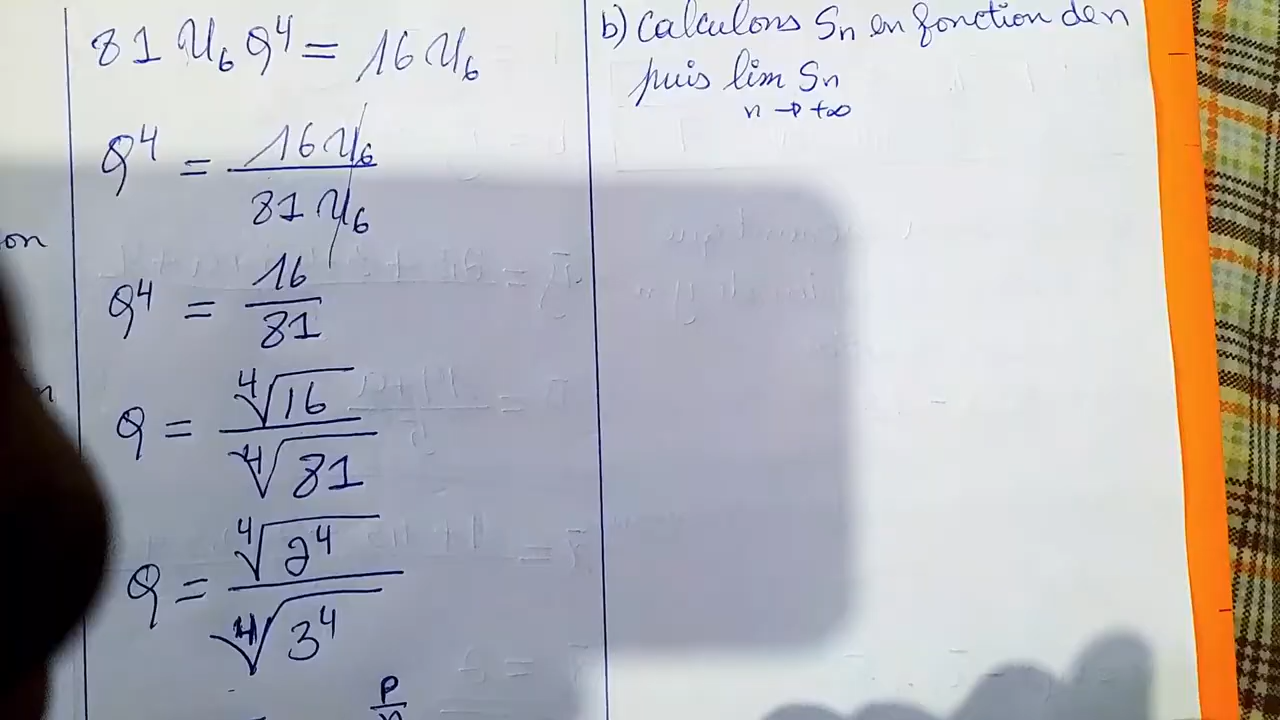 81 U₆ q⁴ = 16 U₆
q⁴ = 16 U₆ / 81 U₆
q⁴ = 16 / 81
q = ⁴√16 / ⁴√81
q = ⁴√2⁴ / ⁴√3⁴
p
b) Calculons Sn en fonction de n
puis lim Sn
n → +∞
on